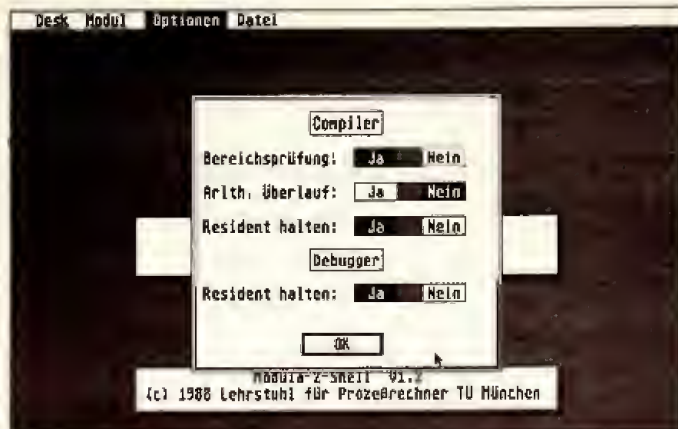 Desk Modul Optionen Datei
Compiler
Bereichsprüfung: Ja Nein
Arith. Überlauf: Ja Nein
Resident halten: Ja Nein
Debugger
Resident halten: Ja Nein
OK
Modula-2-Shell V1.2
(c) 1988 Lehrstuhl für Prozeßrechner TU München